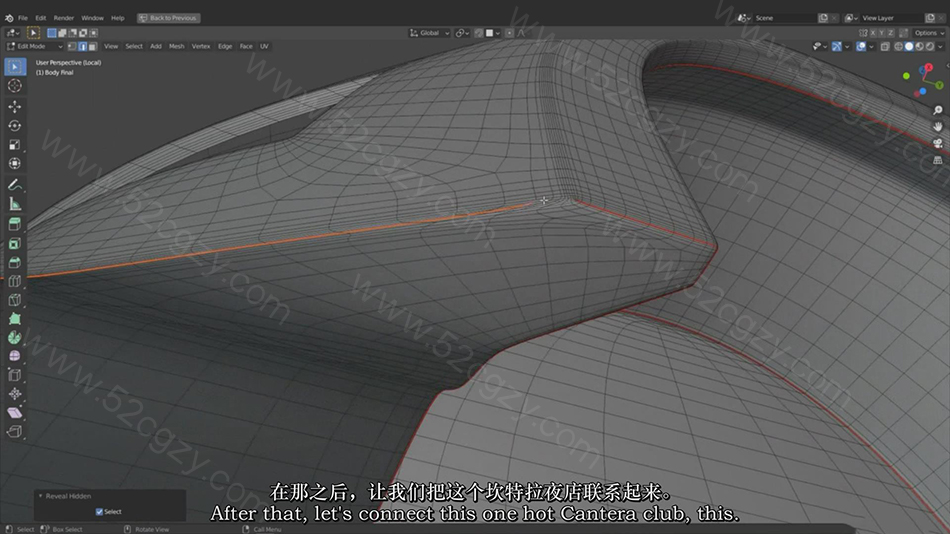 File Edit Render Window Help Back to Previous Scene View Layer
Global Options
Edit Mode View Select Add Mesh Vertex Edge Face UV
User Perspective (Local)
(1) Body Final
X Y Z
www.52cgzy.com
www.52cgzy.com
www.52cgzy.com
www.52cgzy.com
www.52cgzy.com
www.52cgzy.com
www.52cgzy.com
www.52cgzy.com
Reveal Hidden
Select
在那之后，让我们把这个坎特拉夜店联系起来。
After that, let's connect this one hot Cantera club, this.
Select Box Select Rotate View Call Menu